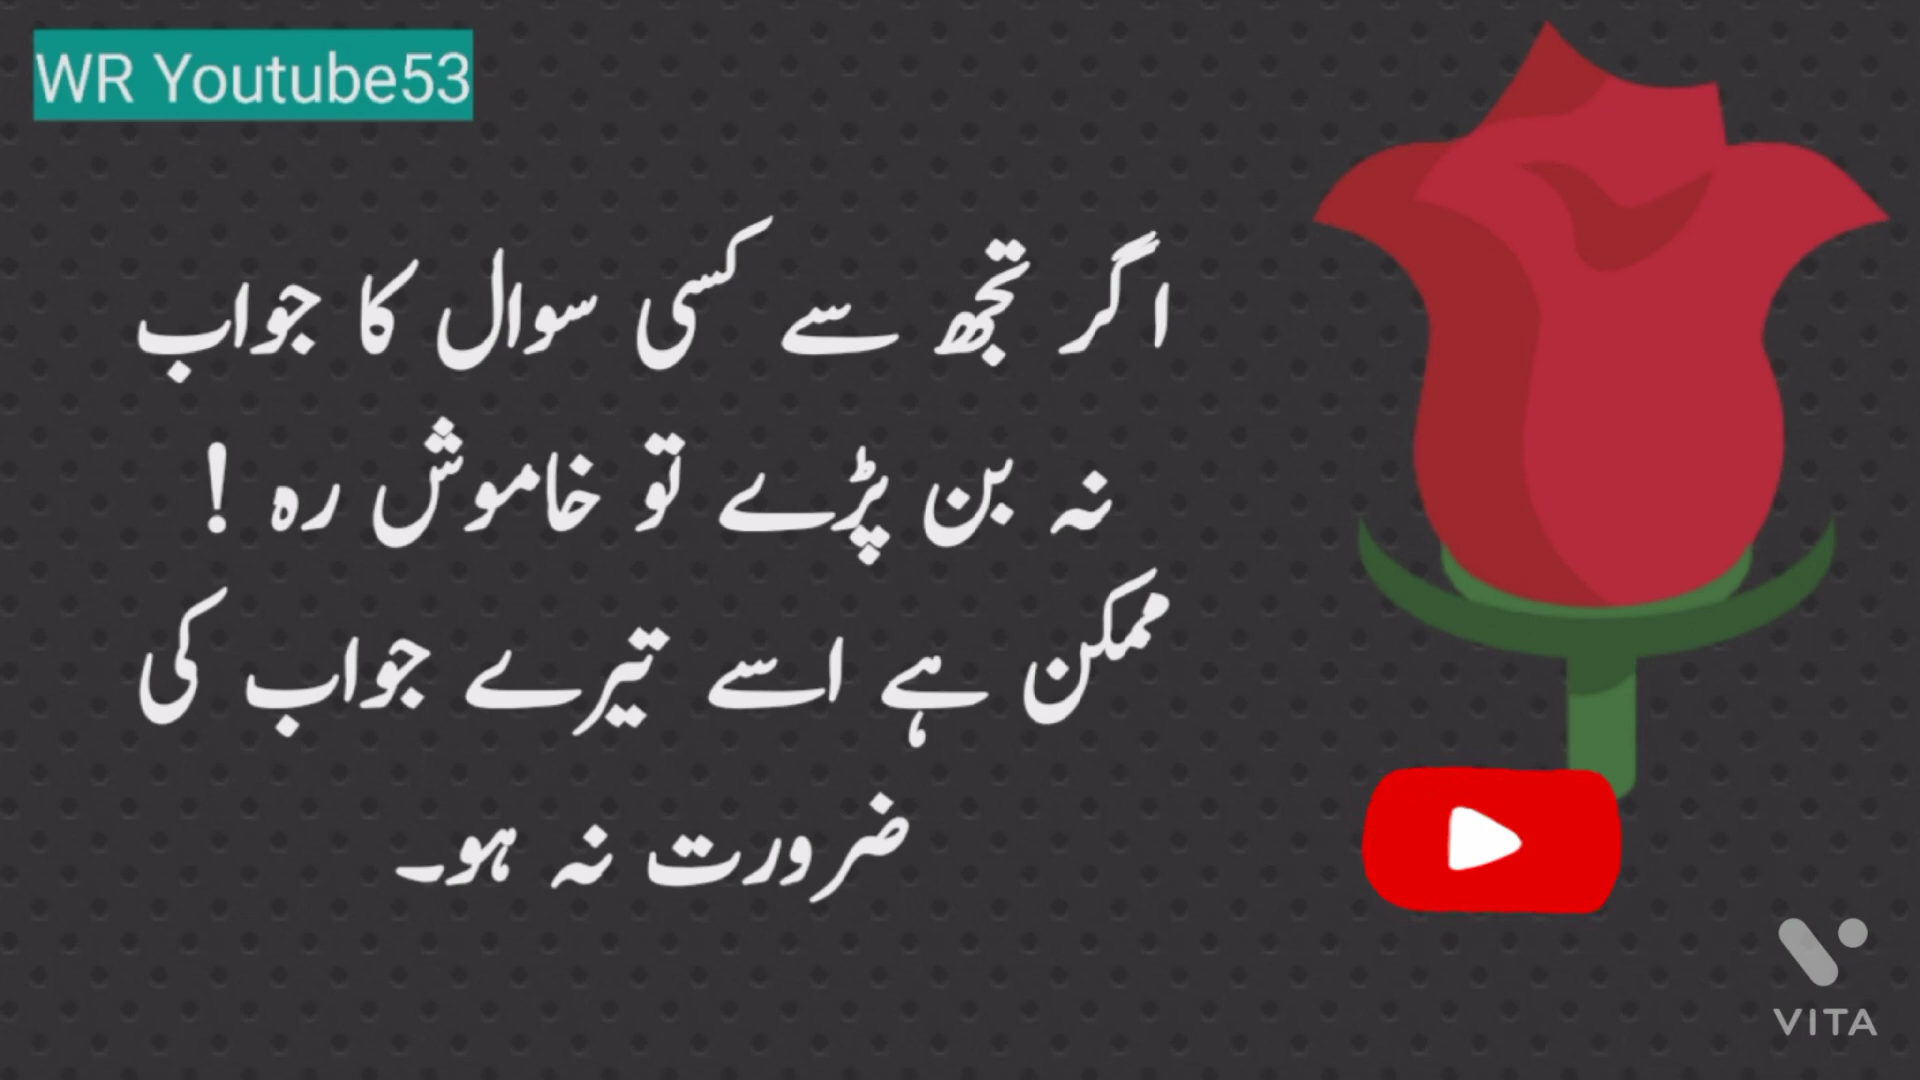 WR Youtube53
اگر تجھ سے کسی سوال کا جواب
نہ بن پڑے تو خاموش رہ !
ممکن ہے اسے تیرے جواب کی
ضرورت نہ ہو۔
VITA